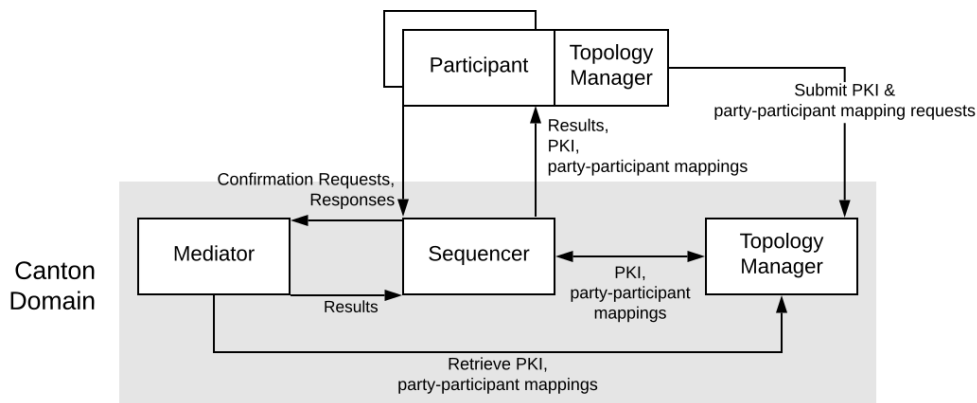 Participant
Topology
Manager
Submit PKI &
party-participant mapping requests
Results,
PKI,
party-participant mappings
Confirmation Requests,
Responses
Canton
Domain
Mediator
Sequencer
Topology
Manager
Results
PKI,
party-participant
mappings
Retrieve PKI,
party-participant mappings